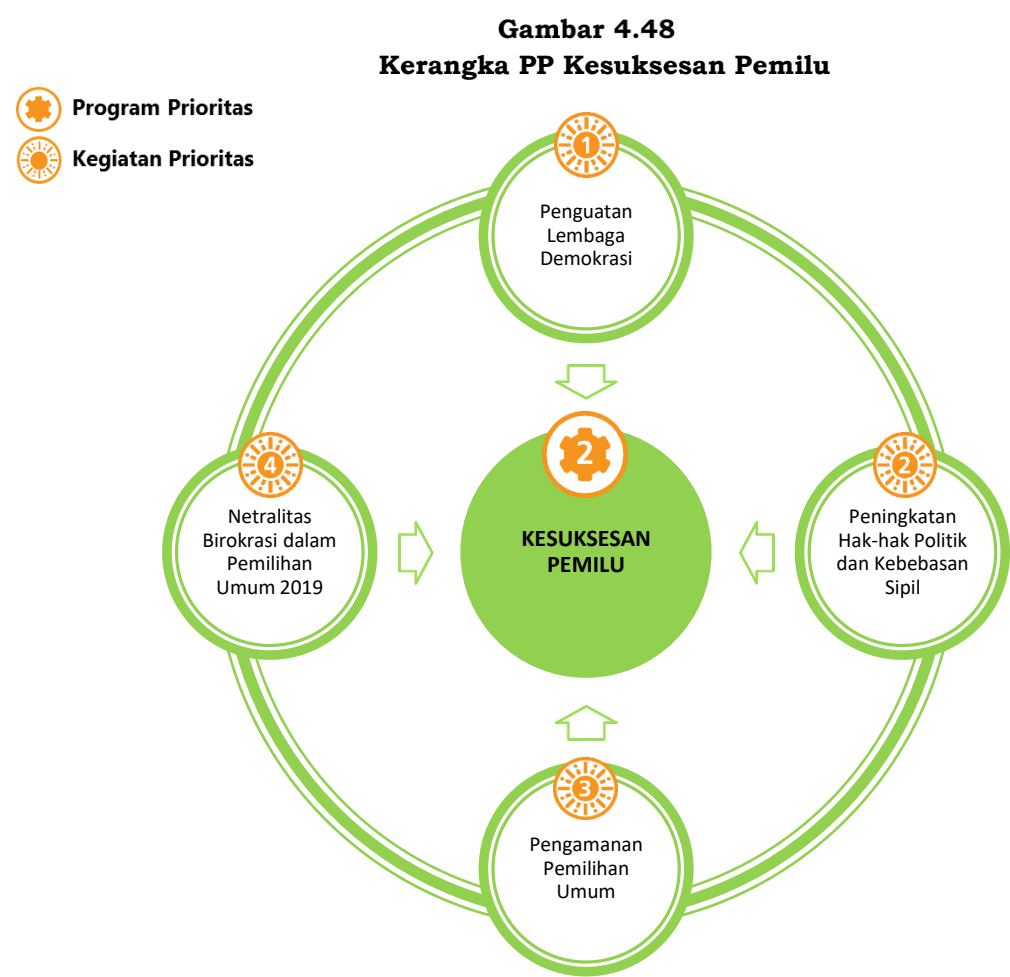 Gambar 4.48
Kerangka PP Kesuksesan Pemilu
Program Prioritas
Kegiatan Prioritas
1
Penguatan
Lembaga
Demokrasi
2
KESUKSESAN
PEMILU
4
Netralitas
Birokrasi dalam
Pemilihan
Umum 2019
2
Peningkatan
Hak-hak Politik
dan Kebebasan
Sipil
3
Pengamanan
Pemilihan
Umum